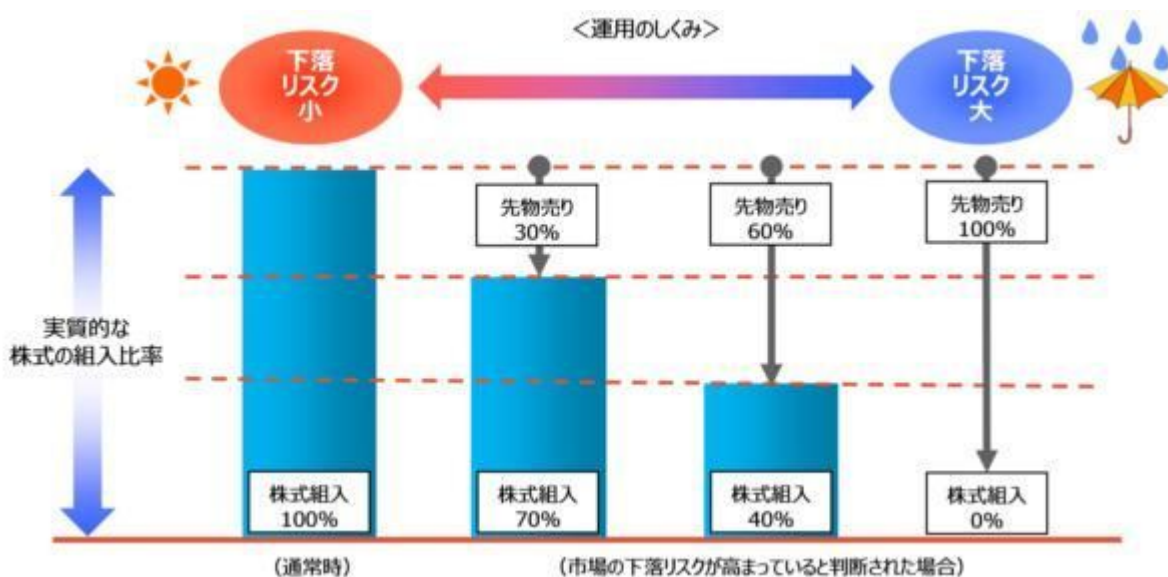 ＜運用のしくみ＞
下落
リスク
小
下落
リスク
大
実質的な
株式の組入比率
先物売り
30%
先物売り
60%
先物売り
100%
株式組入
100%
株式組入
70%
株式組入
40%
株式組入
0%
（通常時）
（市場の下落リスクが高まっていると判断された場合）